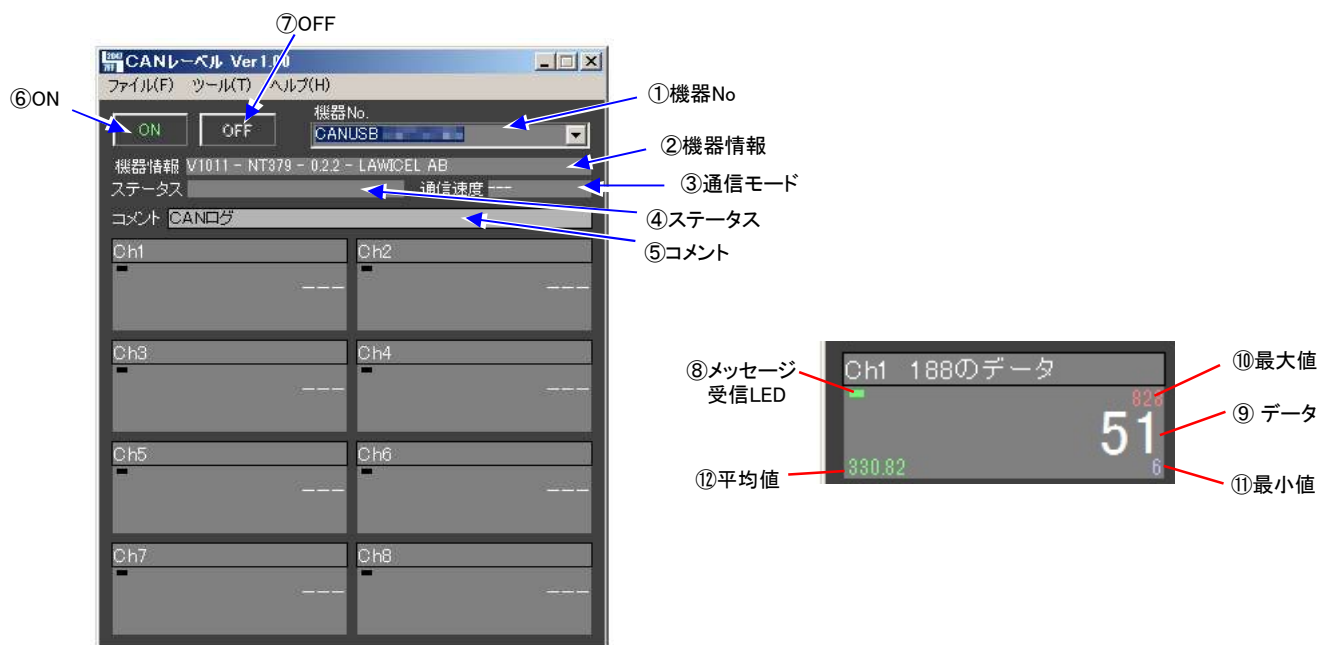 ⑦OFF
CANレーベル Ver1.00
ファイル(F) ツール(T) ヘルプ(H)
⑥ON
ON
OFF
機器No.
CANUSB
①機器No
②機器情報
機器情報 V1011 - NT379 - 0.2.2 - LAWICEL AB
③通信モード
ステータス
通信速度 ---
④ステータス
コメント CANログ
⑤コメント
Ch1
---
Ch2
---
Ch3
---
Ch4
---
Ch5
---
Ch6
---
Ch7
---
Ch8
---
⑧メッセージ
受信LED
Ch1 188のデータ
⑩最大値
826
51
⑨ データ
330.82
6
⑫平均値
⑪最小値